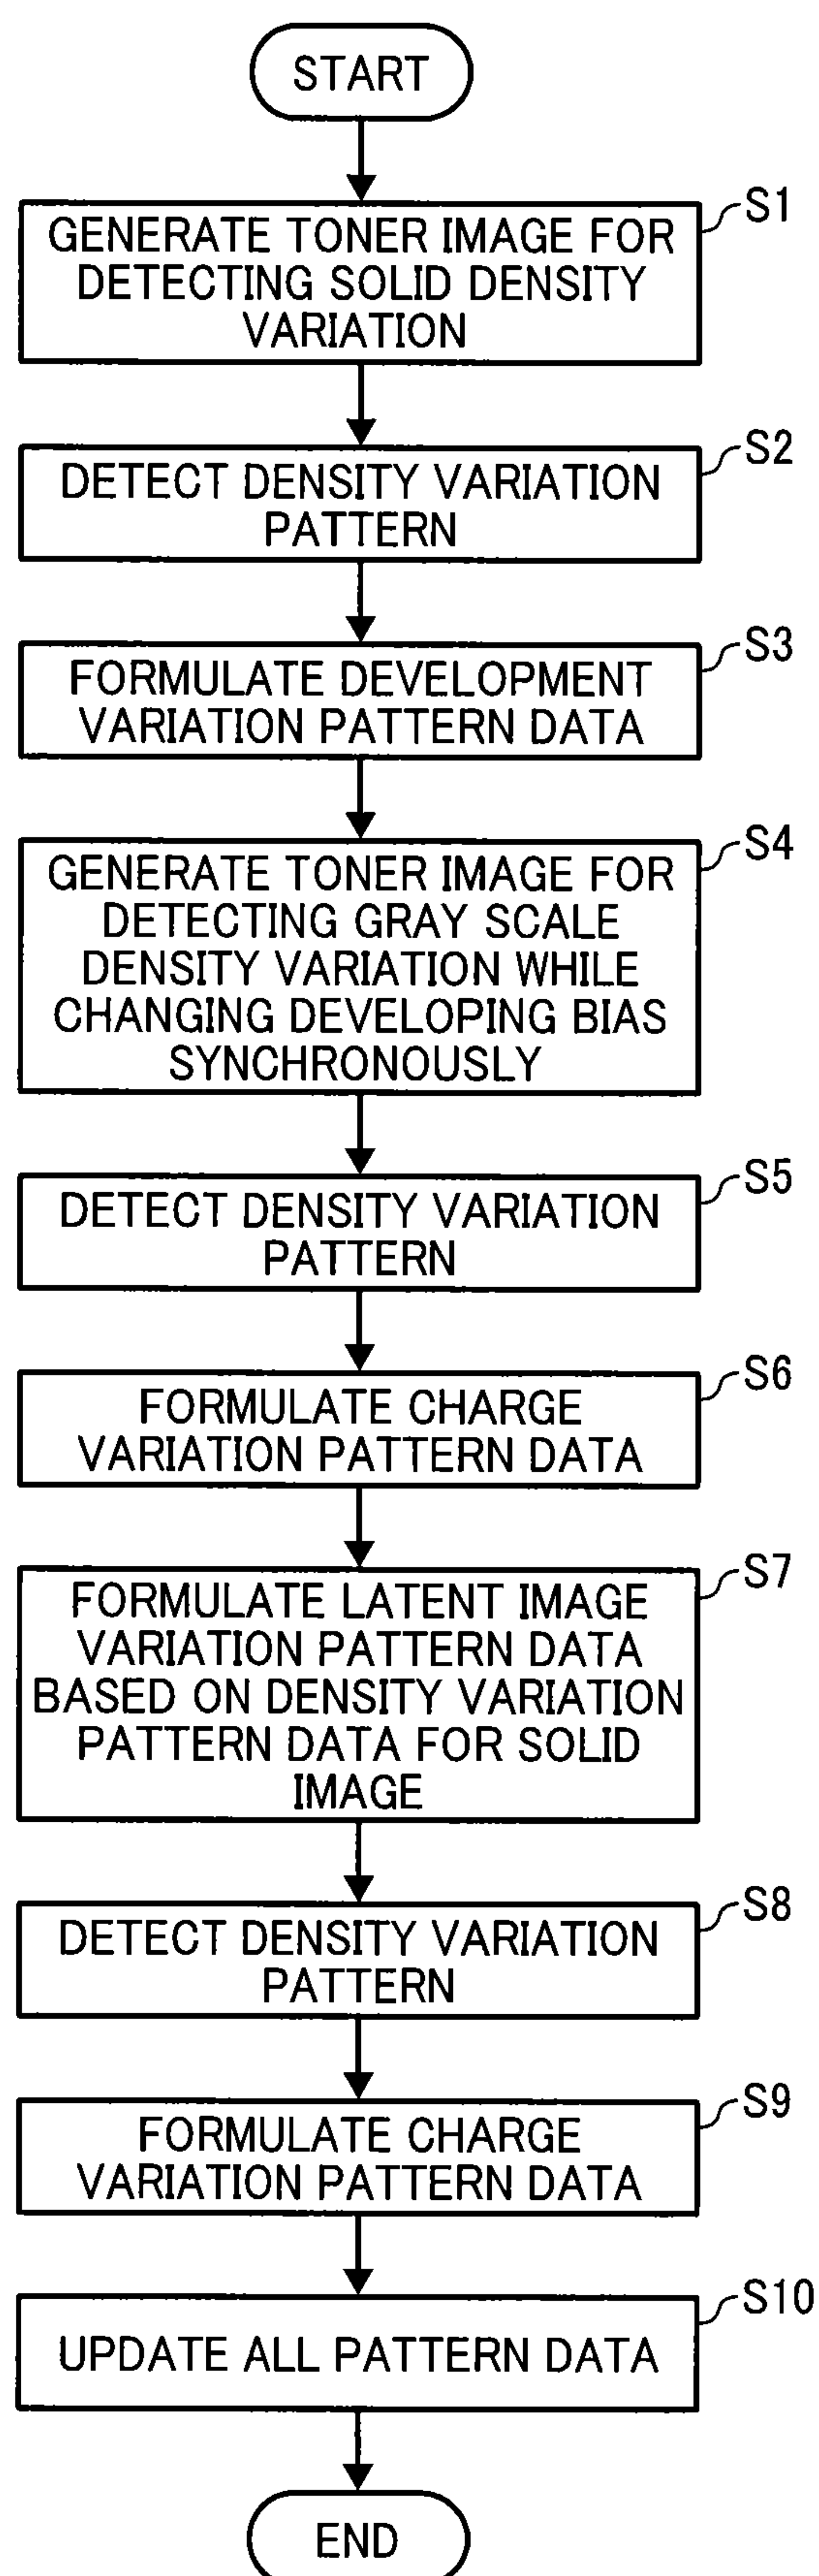 START
S1
GENERATE TONER IMAGE FOR
DETECTING SOLID DENSITY
VARIATION
S2
DETECT DENSITY VARIATION
PATTERN
S3
FORMULATE DEVELOPMENT
VARIATION PATTERN DATA
S4
GENERATE TONER IMAGE FOR
DETECTING GRAY SCALE
DENSITY VARIATION WHILE
CHANGING DEVELOPING BIAS
SYNCHRONOUSLY
S5
DETECT DENSITY VARIATION
PATTERN
S6
FORMULATE CHARGE
VARIATION PATTERN DATA
S7
FORMULATE LATENT IMAGE
VARIATION PATTERN DATA
BASED ON DENSITY VARIATION
PATTERN DATA FOR SOLID
IMAGE
S8
DETECT DENSITY VARIATION
PATTERN
S9
FORMULATE CHARGE
VARIATION PATTERN DATA
S10
UPDATE ALL PATTERN DATA
END